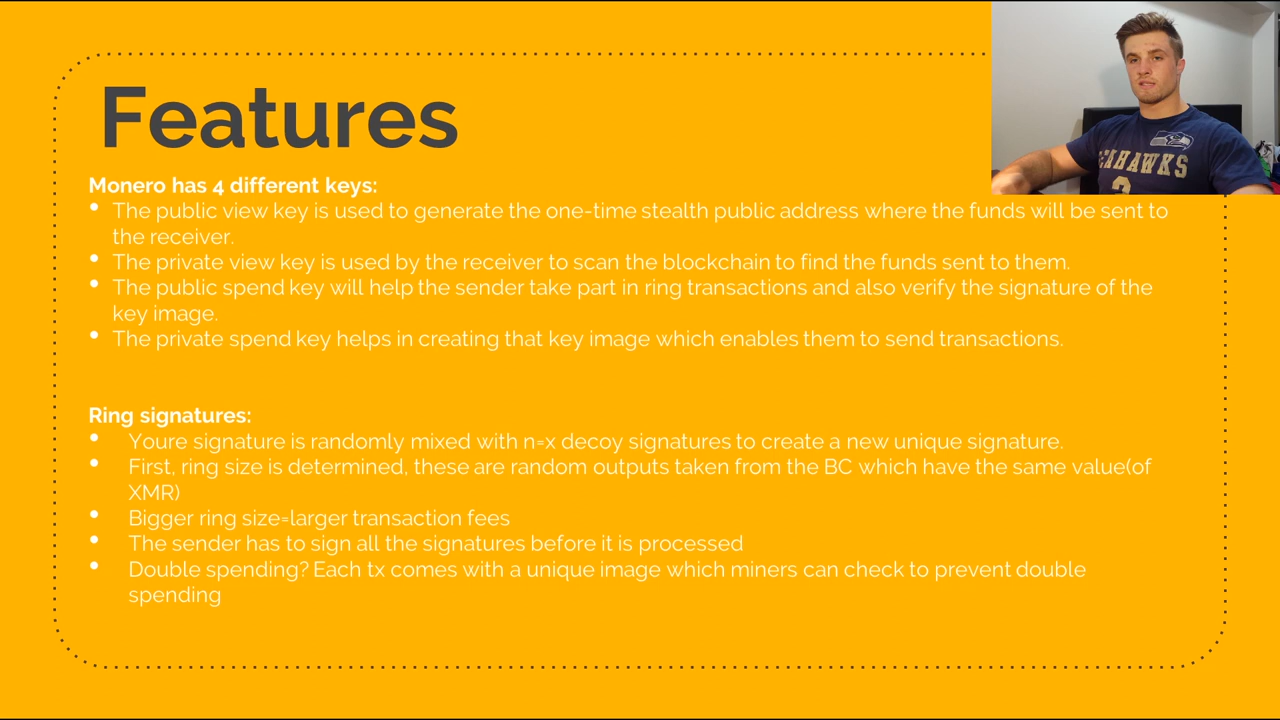 Features
Monero has 4 different keys:
• The public view key is used to generate the one-time stealth public address where the funds will be sent to
the receiver.
• The private view key is used by the receiver to scan the blockchain to find the funds sent to them.
• The public spend key will help the sender take part in ring transactions and also verify the signature of the
key image.
• The private spend key helps in creating that key image which enables them to send transactions.
Ring signatures:
• Youre signature is randomly mixed with n=x decoy signatures to create a new unique signature.
• First, ring size is determined, these are random outputs taken from the BC which have the same value(of
XMR)
• Bigger ring size=larger transaction fees
• The sender has to sign all the signatures before it is processed
• Double spending? Each tx comes with a unique image which miners can check to prevent double
spending
EAHAWKS